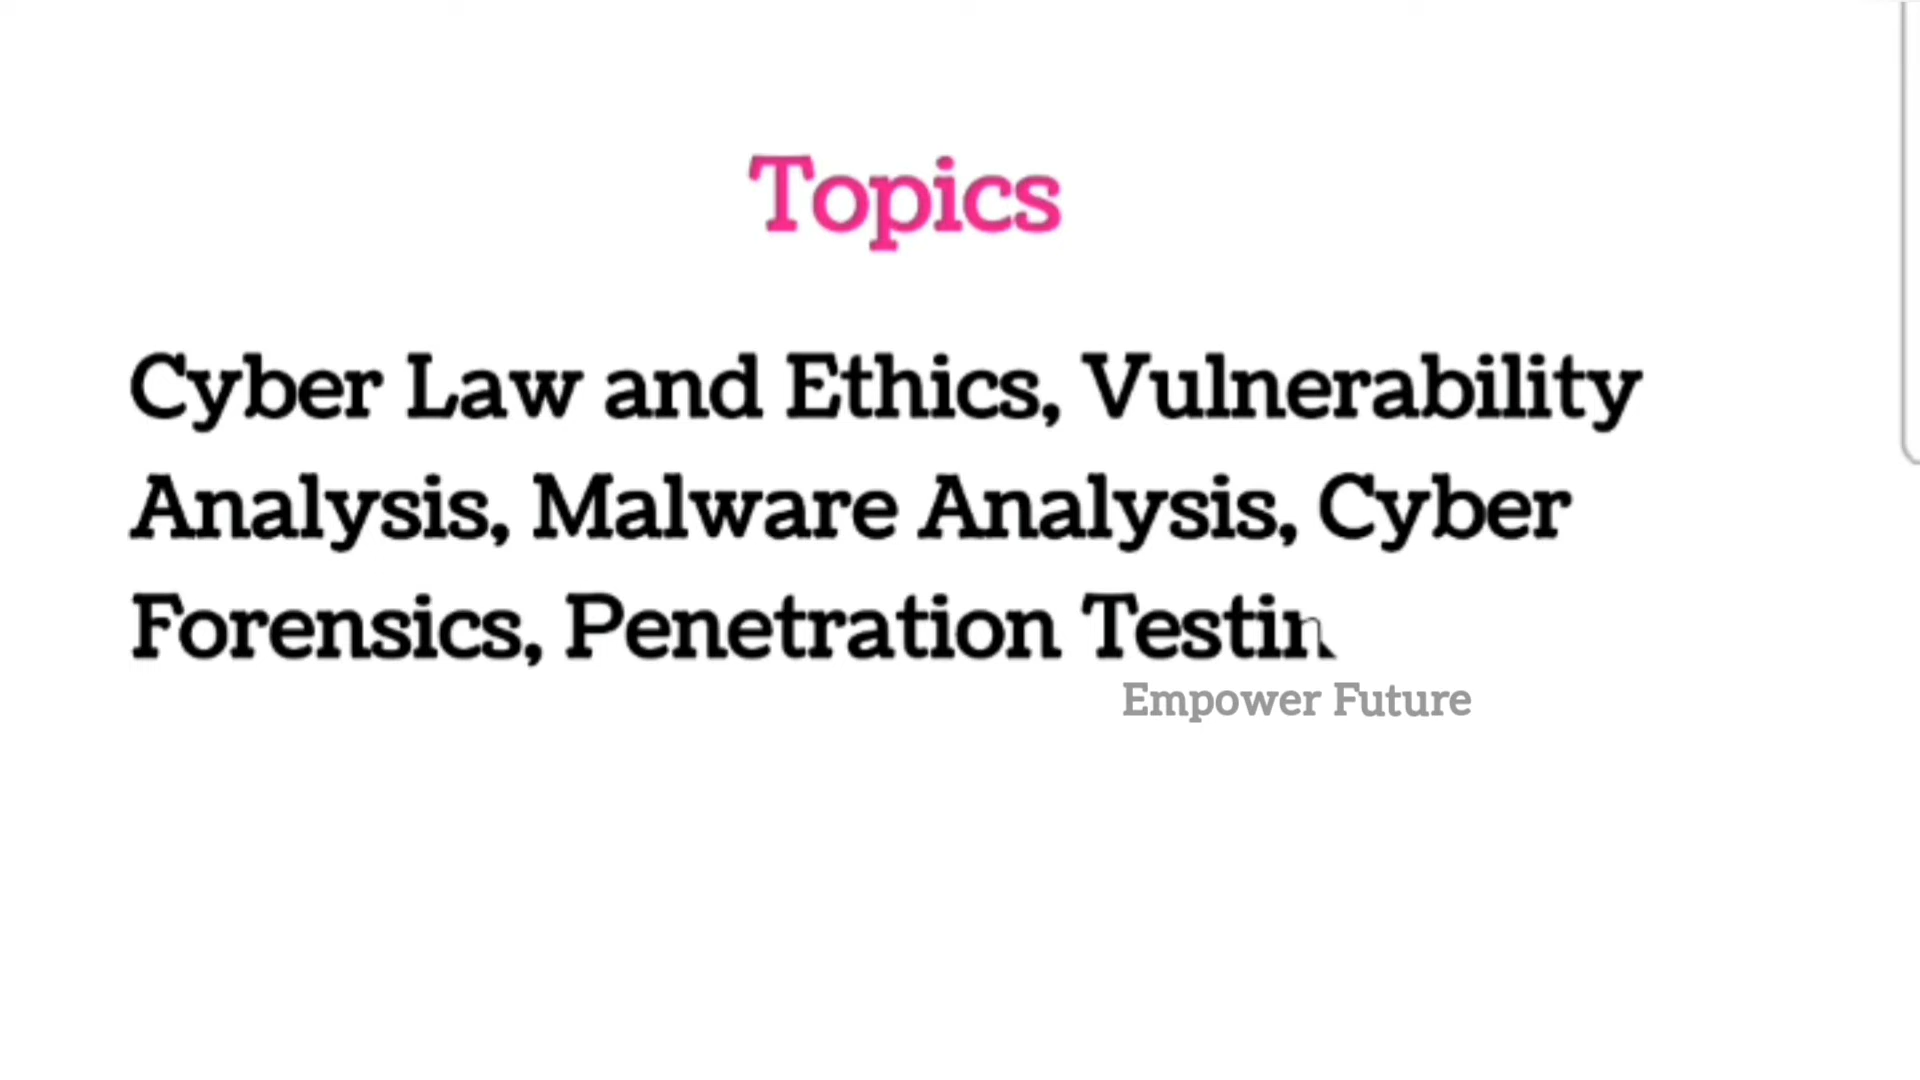 Topics
Cyber Law and Ethics, Vulnerability
Analysis, Malware Analysis, Cyber
Forensics, Penetration Testin
Empower Future